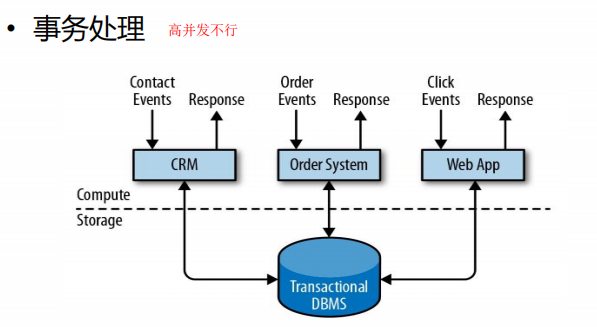 • 事务处理 高并发不行
Contact Events Response
Order Events Response
Click Events Response
CRM
Order System
Web App
Compute
Storage
Transactional
DBMS